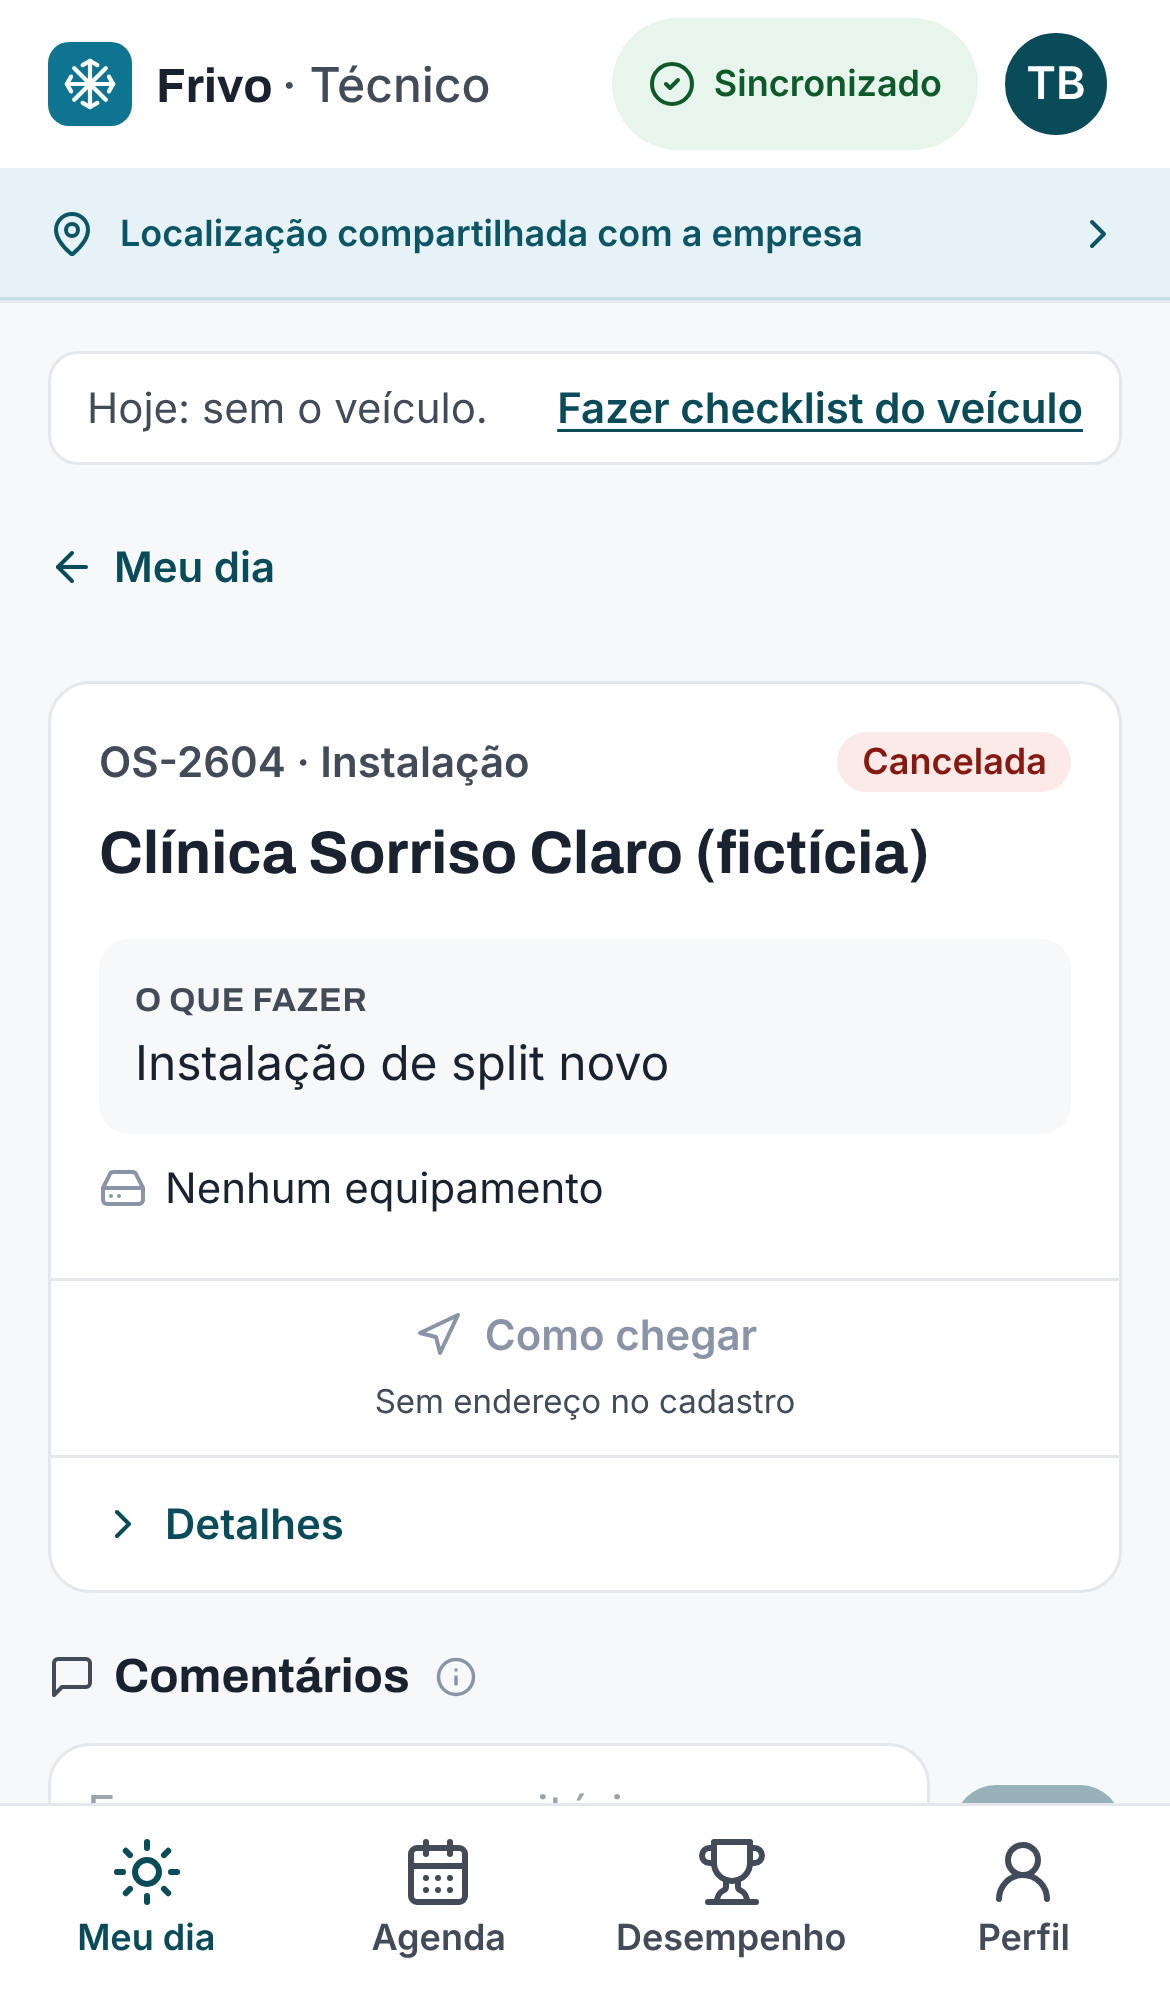 Frivo · Técnico
Sincronizado
TB
Localização compartilhada com a empresa
Hoje: sem o veículo.
Fazer checklist do veículo
Meu dia
OS-2604 · Instalação
Cancelada
Clínica Sorriso Claro (fictícia)
O QUE FAZER
Instalação de split novo
Nenhum equipamento
Como chegar
Sem endereço no cadastro
Detalhes
Comentários
Meu dia
Agenda
Desempenho
Perfil